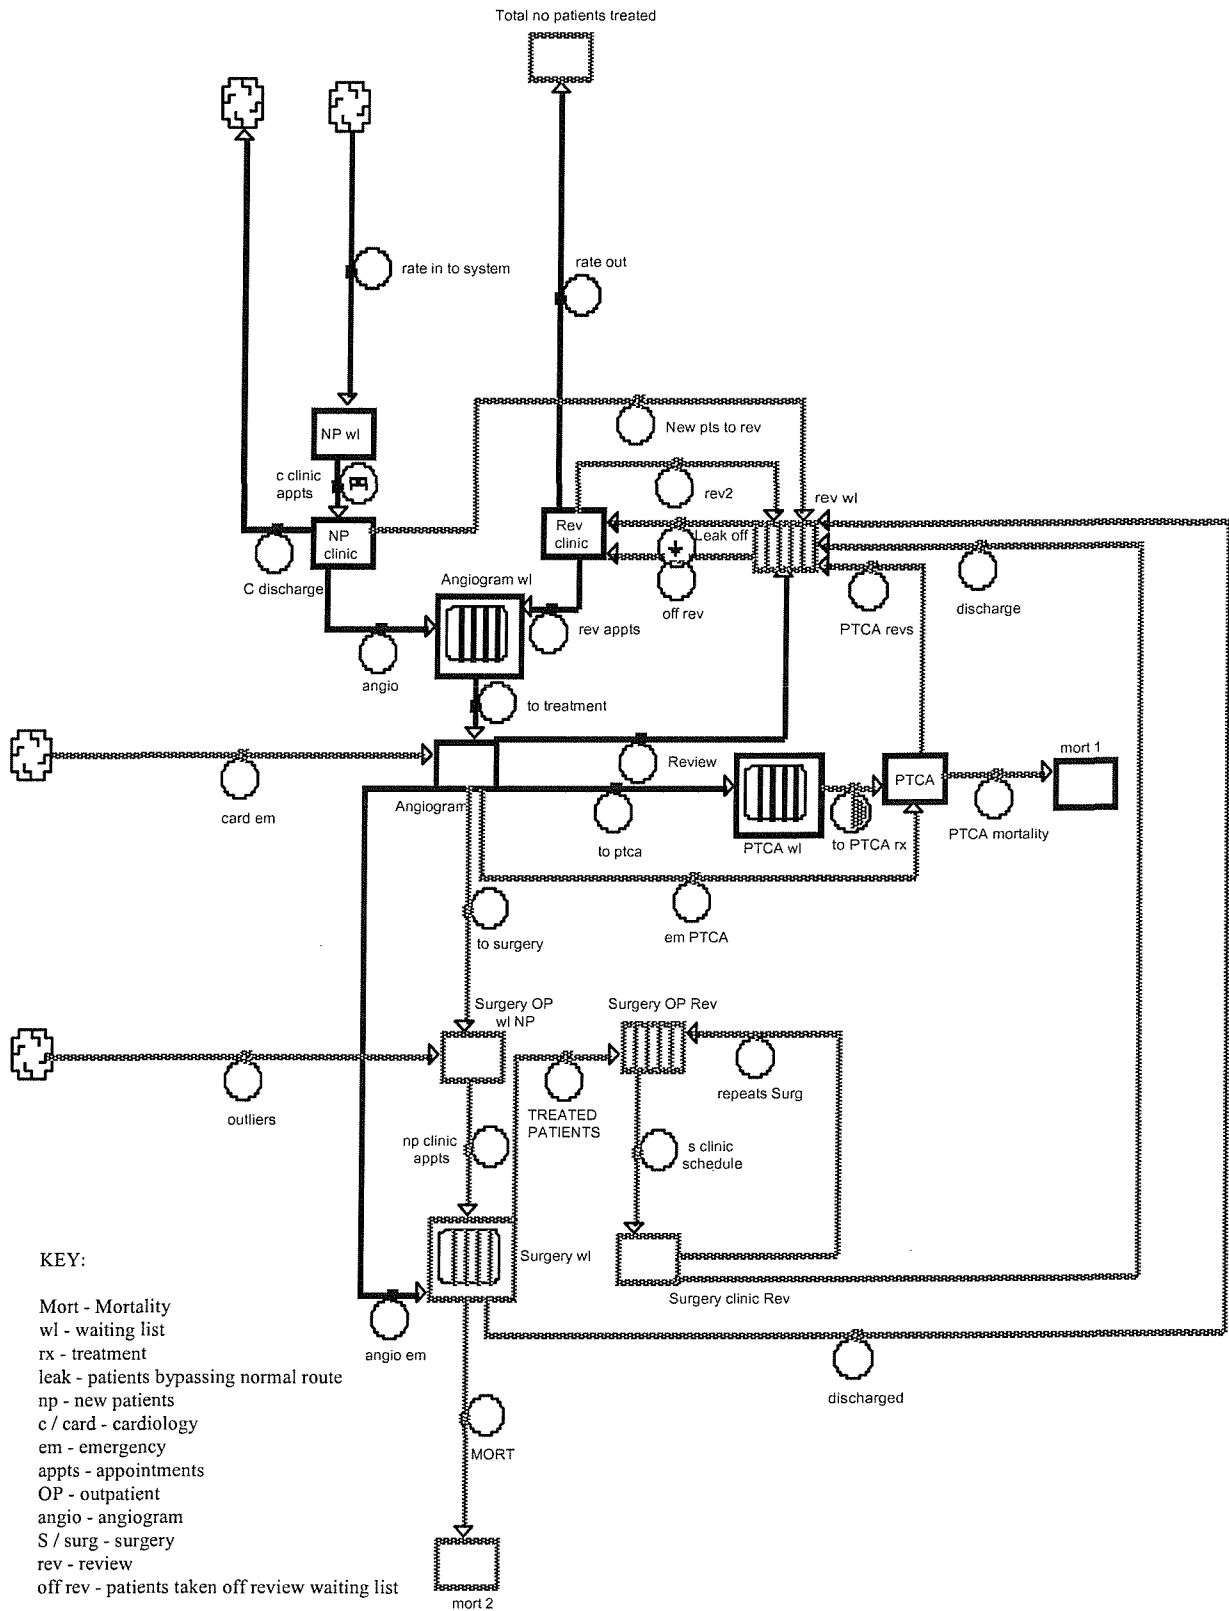 Total no patients treated
rate in to system
rate out
NP wl
New pts to rev
c clinic
appts
rev2
rev wl
NP
clinic
Rev
clinic
Leak off
C discharge
Angiogram wl
off rev
discharge
PTCA revs
rev appts
angio
to treatment
mort 1
Review
PTCA
card em
Angiogram
to ptca
PTCA wl
to PTCA rx
PTCA mortality
em PTCA
to surgery
Surgery OP
wl NP
Surgery OP Rev
repeats Surg
outliers
TREATED
PATIENTS
np clinic
appts
s clinic
schedule
Surgery wl
Surgery clinic Rev
angio em
discharged
MORT
mort 2
KEY:
Mort - Mortality
wl - waiting list
rx - treatment
leak - patients bypassing normal route
np - new patients
c / card - cardiology
em - emergency
appts - appointments
OP - outpatient
angio - angiogram
S / surg - surgery
rev - review
off rev - patients taken off review waiting list